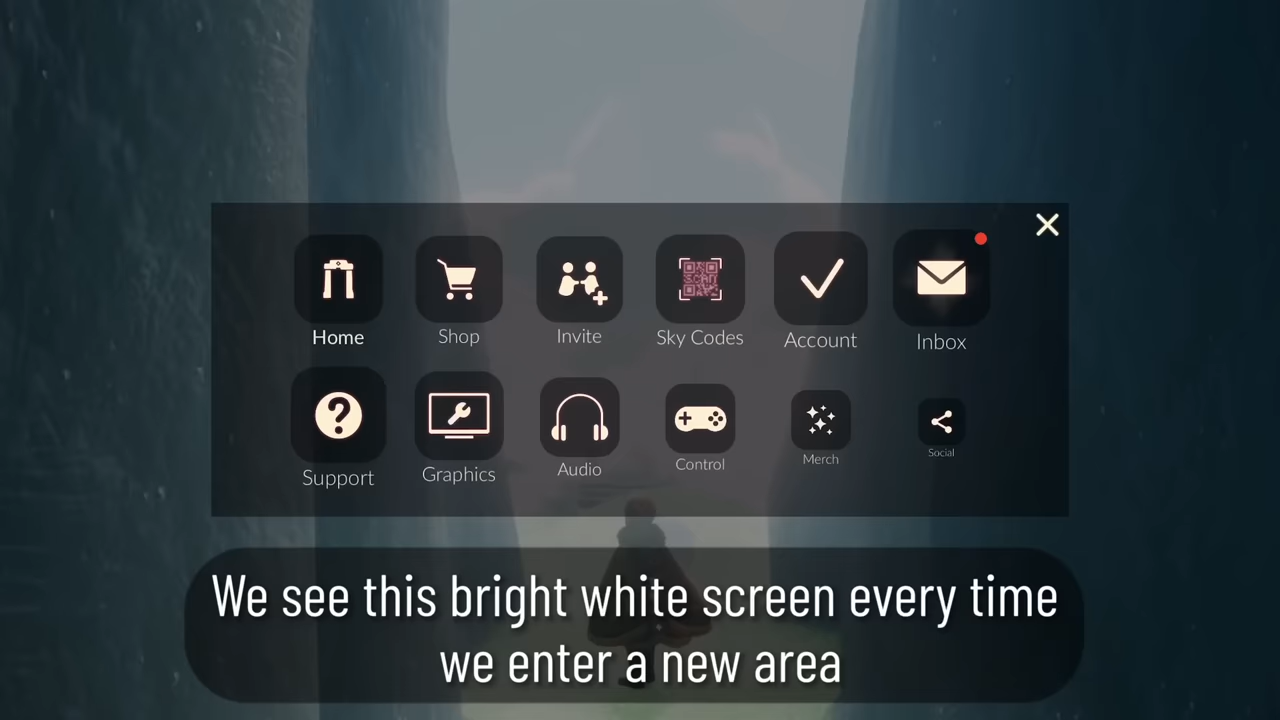 Home Shop Invite Sky Codes Account Inbox
Support Graphics Audio Control Merch Social
We see this bright white screen every time
we enter a new area